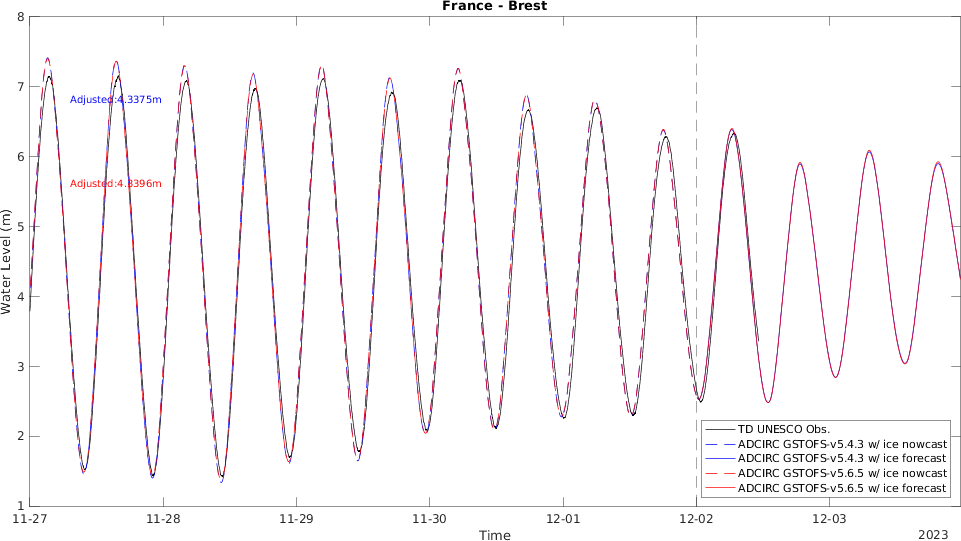 France - Brest
8
7
6
5
4
3
2
1
Water Level (m)
Adjusted:4.3375m
Adjusted:4.3396m
TD UNESCO Obs.
ADCIRC GSTOFS-v5.4.3 w/ ice nowcast
ADCIRC GSTOFS-v5.4.3 w/ ice forecast
ADCIRC GSTOFS-v5.6.5 w/ ice nowcast
ADCIRC GSTOFS-v5.6.5 w/ ice forecast
11-27 11-28 11-29 11-30 12-01 12-02 12-03
Time
2023